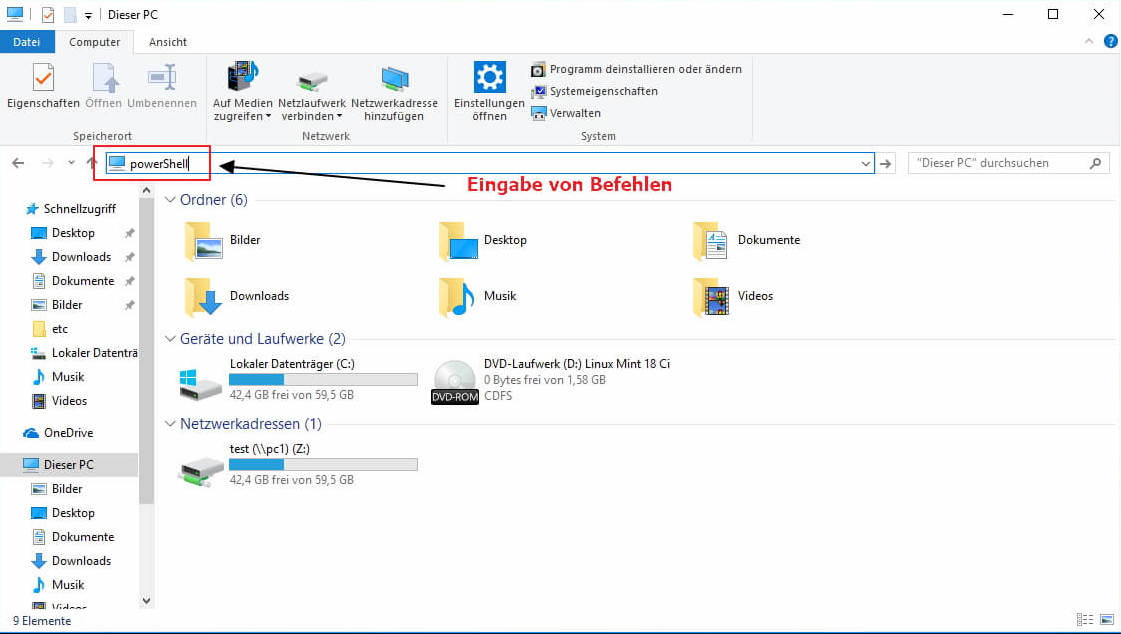 Dieser PC
Datei Computer Ansicht
Eigenschaften Öffnen Umbenennen
Speicherort
Auf Medien zugreifen
Netzlaufwerk verbinden
Netzwerkadresse hinzufügen
Netzwerk
Einstellungen öffnen
Programm deinstallieren oder ändern
Systemeigenschaften
Verwalten
System
powerShell
"Dieser PC" durchsuchen
Eingabe von Befehlen
Schnellzugriff
Desktop
Downloads
Dokumente
Bilder
etc
Lokaler Datenträ
Musik
Videos
OneDrive
Dieser PC
Bilder
Desktop
Dokumente
Downloads
Musik
Videos
Ordner (6)
Bilder
Desktop
Dokumente
Downloads
Musik
Videos
Geräte und Laufwerke (2)
Lokaler Datenträger (C:)
42,4 GB frei von 59,5 GB
DVD-ROM
DVD-Laufwerk (D:) Linux Mint 18 Ci
0 Bytes frei von 1,58 GB
CDFS
Netzwerkadressen (1)
test (\\pc1) (Z:)
42,4 GB frei von 59,5 GB
9 Elemente